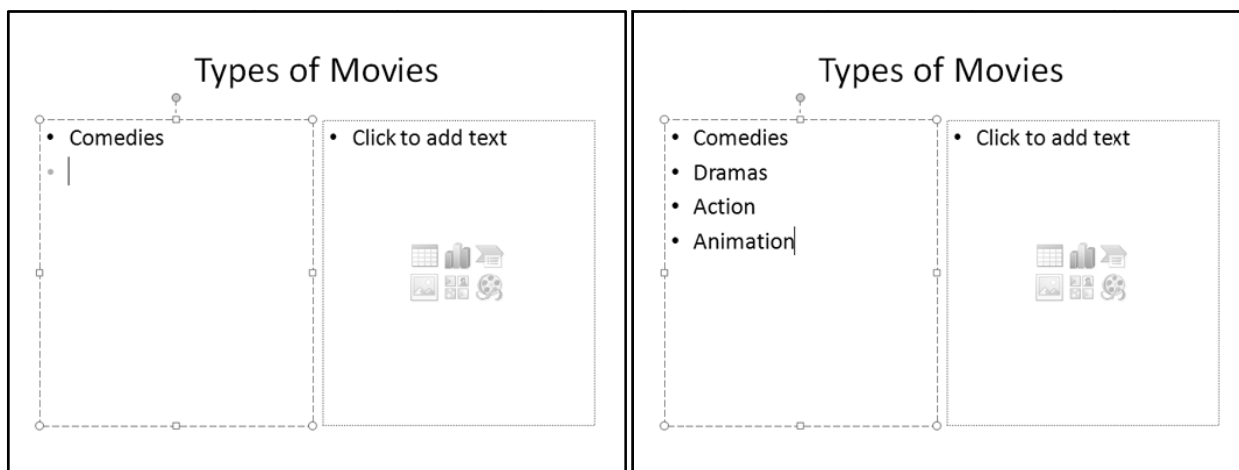 Types of Movies
• Comedies
•
• Click to add text
Types of Movies
• Comedies
• Dramas
• Action
• Animation
• Click to add text